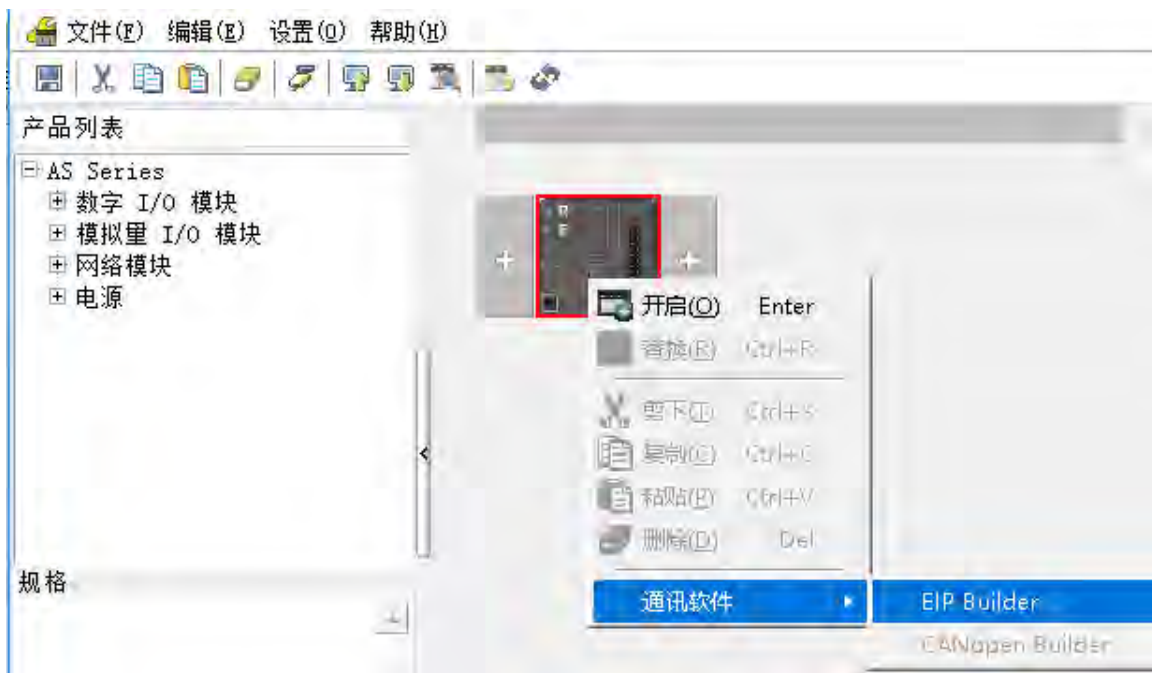 文件(F) 编辑(E) 设置(O) 帮助(H)
产品列表
AS Series
数字 I/O 模块
模拟量 I/O 模块
网络模块
电源
开启(O) Enter
替换(R) Ctrl+R
剪下(T) Ctrl+X
复制(C) Ctrl+C
粘贴(P) Ctrl+V
删除(D) Del
通讯软件 EIP Builder
CANopen Builder
规格